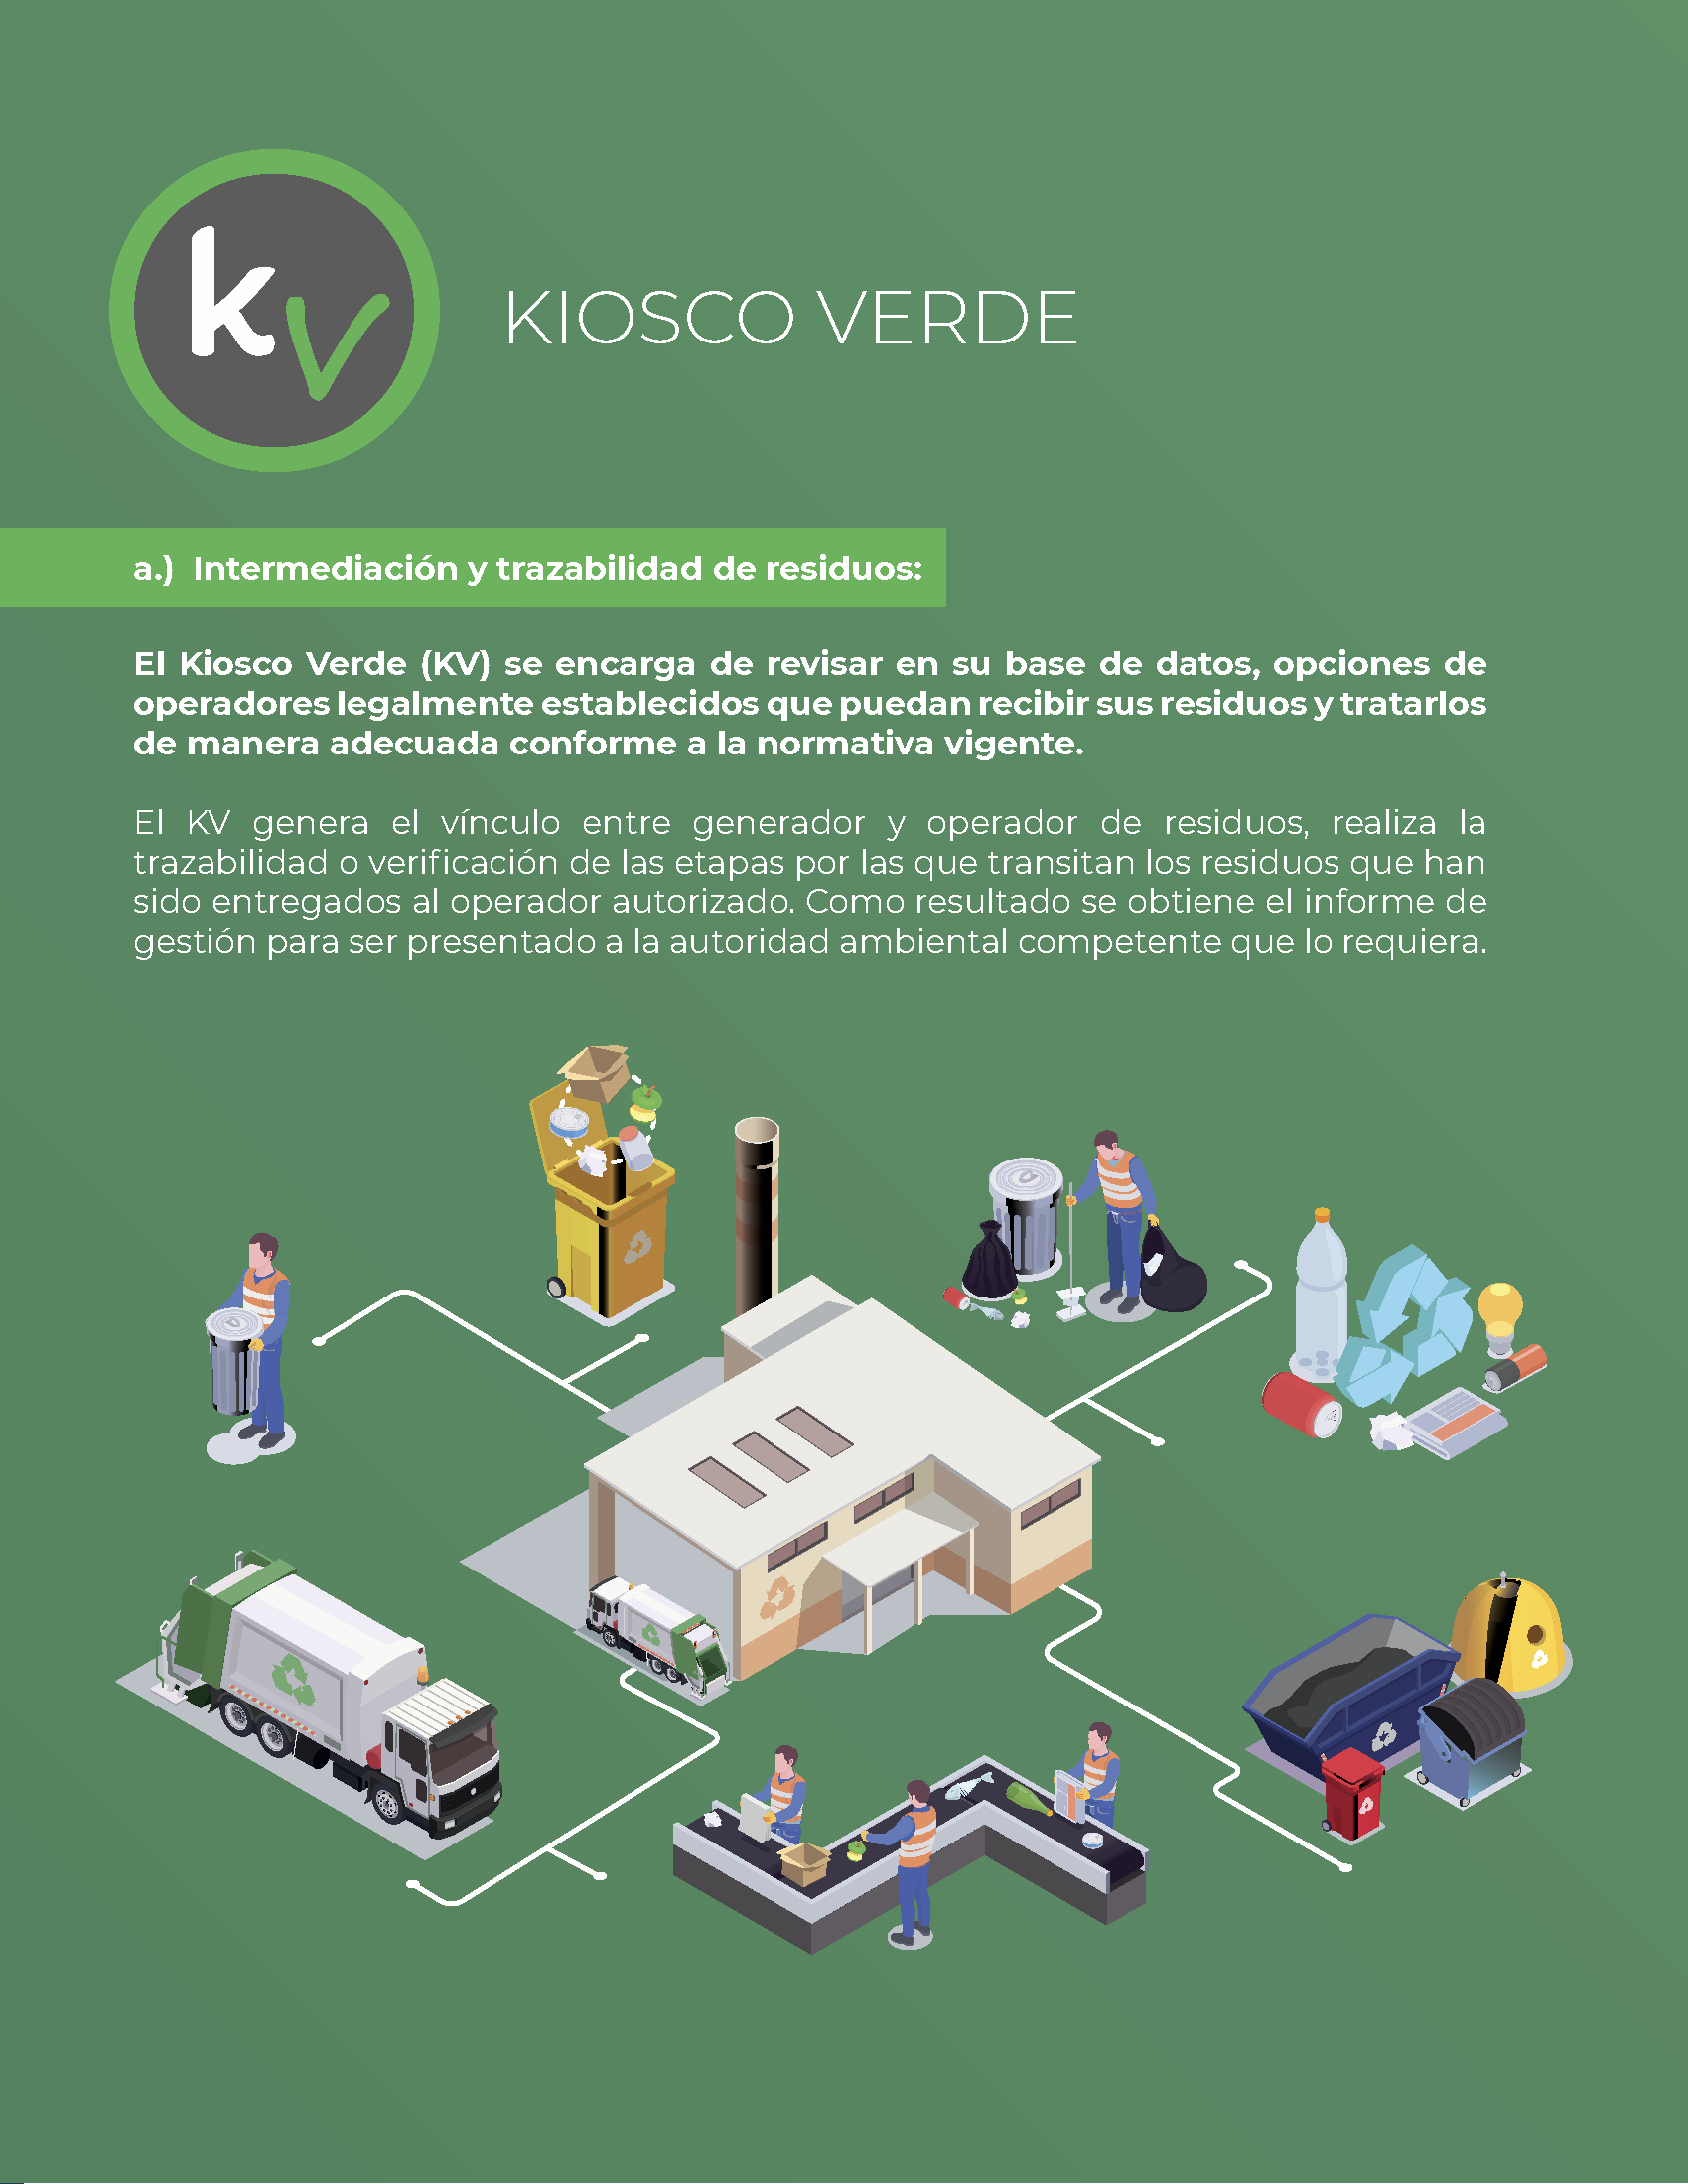 kv
KIOSCO VERDE
a.) Intermediación y trazabilidad de residuos:
El Kiosco Verde (KV) se encarga de revisar en su base de datos, opciones de
operadores legalmente establecidos que puedan recibir sus residuos y tratarlos
de manera adecuada conforme a la normativa vigente.
El KV genera el vínculo entre generador y operador de residuos, realiza la
trazabilidad o verificación de las etapas por las que transitan los residuos que han
sido entregados al operador autorizado. Como resultado se obtiene el informe de
gestión para ser presentado a la autoridad ambiental competente que lo requiera.